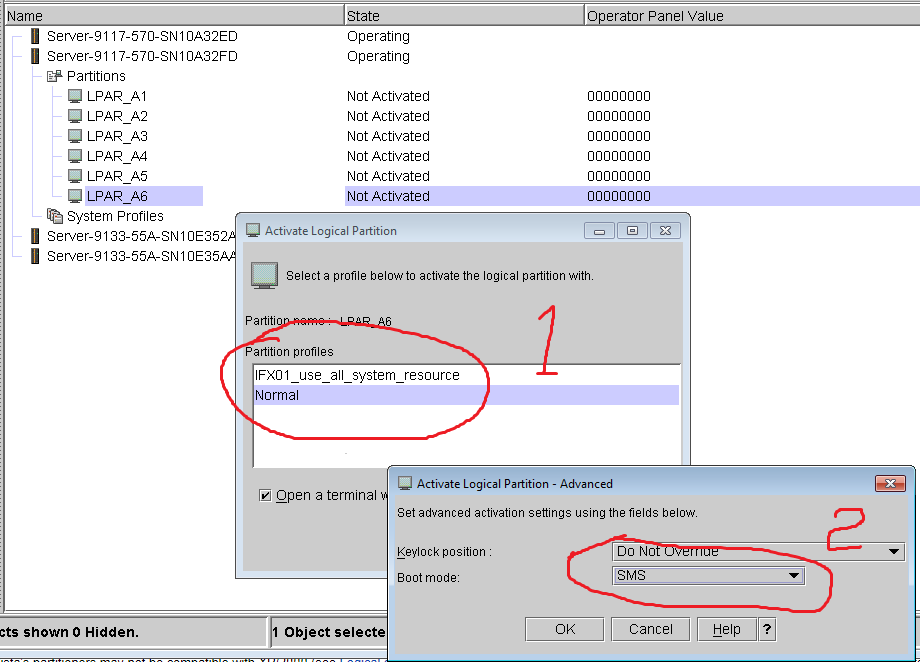 Name State Operator Panel Value
Server-9117-570-SN10A32ED Operating
Server-9117-570-SN10A32FD Operating
Partitions
LPAR_A1 Not Activated 00000000
LPAR_A2 Not Activated 00000000
LPAR_A3 Not Activated 00000000
LPAR_A4 Not Activated 00000000
LPAR_A5 Not Activated 00000000
LPAR_A6 Not Activated 00000000
System Profiles
Server-9133-55A-SN10E352A
Server-9133-55A-SN10E35AA
Activate Logical Partition
Select a profile below to activate the logical partition with.
Partition name : LPAR_A6
1
Partition profiles
IFX01_use_all_system_resource
Normal
Open a terminal w
Activate Logical Partition - Advanced
Set advanced activation settings using the fields below.
2
Keylock position : Do Not Override
Boot mode: SMS
OK Cancel Help ?
cts shown 0 Hidden. 1 Object selecte